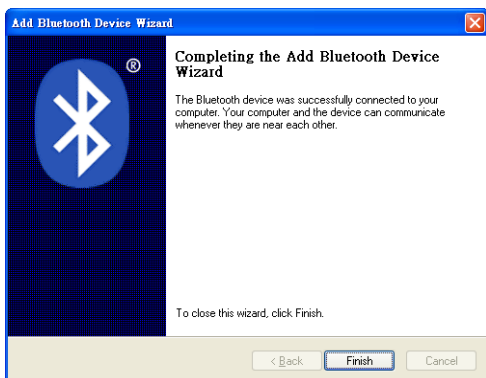 Add Bluetooth Device Wizard
®
Completing the Add Bluetooth Device
Wizard
The Bluetooth device was successfully connected to your
computer. Your computer and the device can communicate
whenever they are near each other.
To close this wizard, click Finish.
< Back
Finish
Cancel